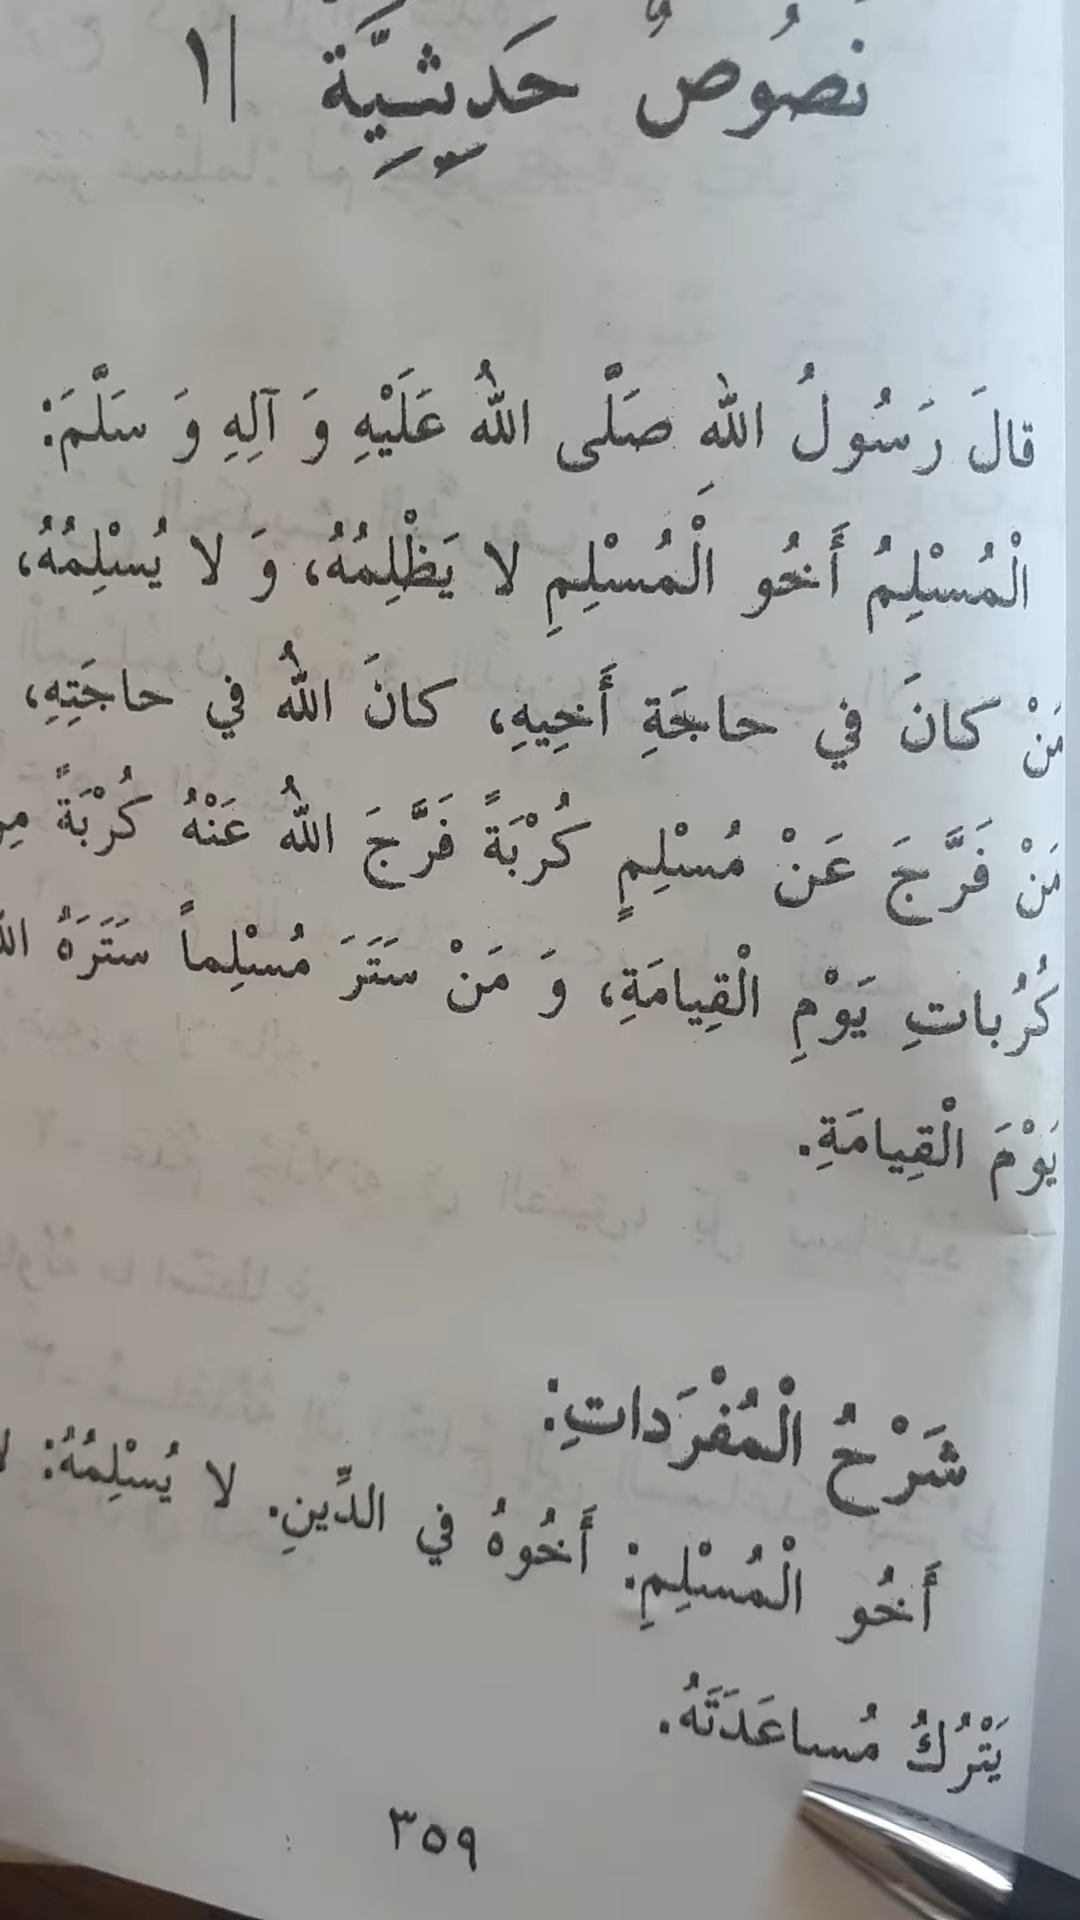 نَصُوصٌ حَدِيثِيَّة |١
قالَ رَسُولُ اللهِ صَلَّى اللهُ عَلَيْهِ وَ آلِهِ وَ سَلَّمَ:
الْمُسْلِمُ أَخُو الْمُسْلِمِ لا يَظْلِمُهُ، وَ لا يُسْلِمُهُ،
مَنْ كانَ في حاجَةِ أَخِيهِ، كانَ اللهُ في حاجَتِهِ،
مَنْ فَرَّجَ عَنْ مُسْلِمٍ كُرْبَةً فَرَّجَ اللهُ عَنْهُ كُرْبَةً
كُرُباتِ يَوْمِ الْقِيامَةِ، وَ مَنْ سَتَرَ مُسْلِماً سَتَرَهُ
يَوْمَ الْقِيامَةِ.
شَرْحُ الْمُفْرَداتِ:
أَخُو الْمُسْلِمِ: أَخُوهُ في الدِّينِ. لا يُسْلِمُهُ:
يَتْرُكُ مُساعَدَتَهُ.
٣٥٩